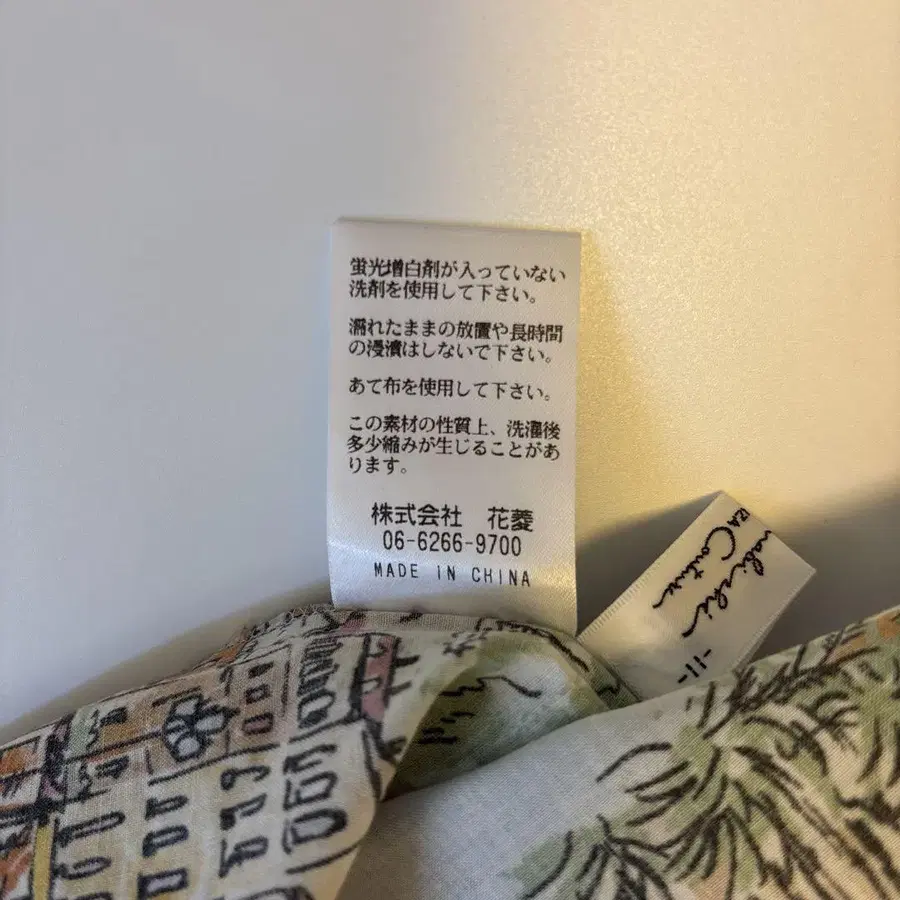 蛍光増白剤が入っていない
洗剤を使用して下さい。
濡れたままの放置や長時間
の浸漬はしないで下さい。
あて布を使用して下さい。
この素材の性質上、洗濯後
多少縮みが生じることがあ
ります。
株式会社 花菱
06-6266-9700
MADE IN CHINA
Couture
-11-